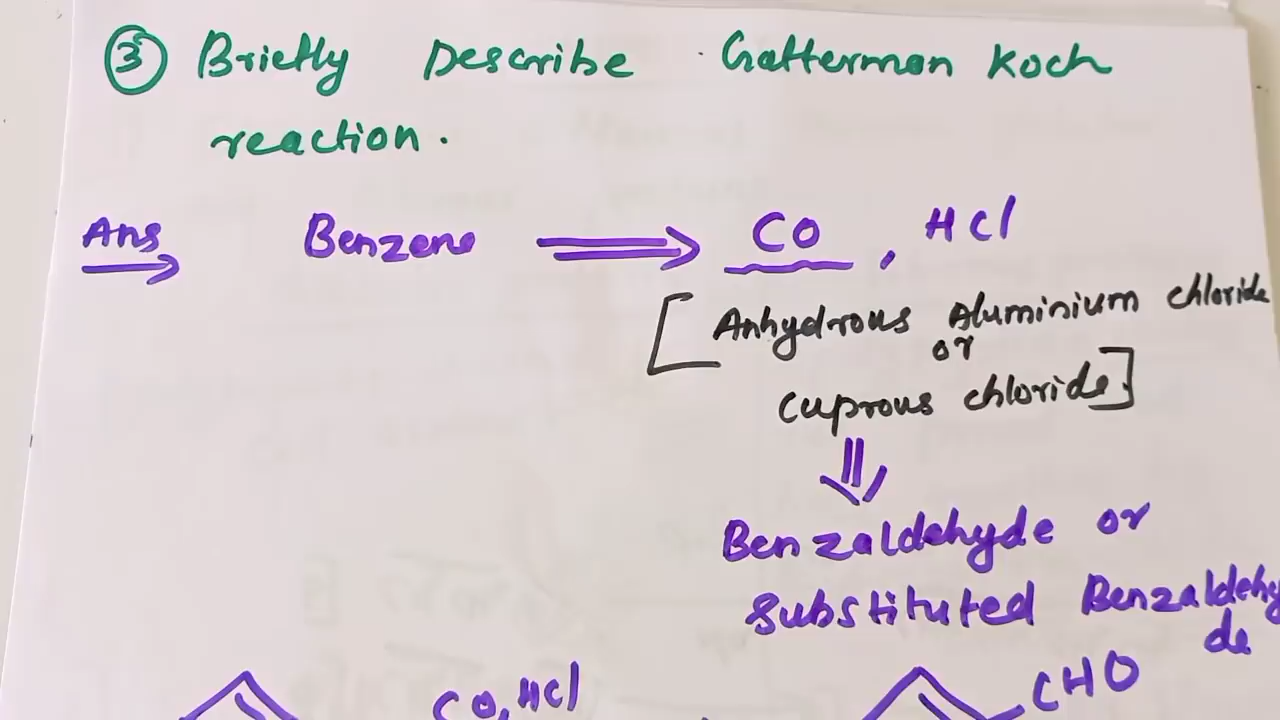 ③ Briefly Describe Gatterman Koch
reaction.
Ans Benzene CO, HCl
[Anhydrous Aluminium chloride
or
cuprous chloride]
Benzaldehyde or
substituted Benzaldehy
de
CO, HCl CHO